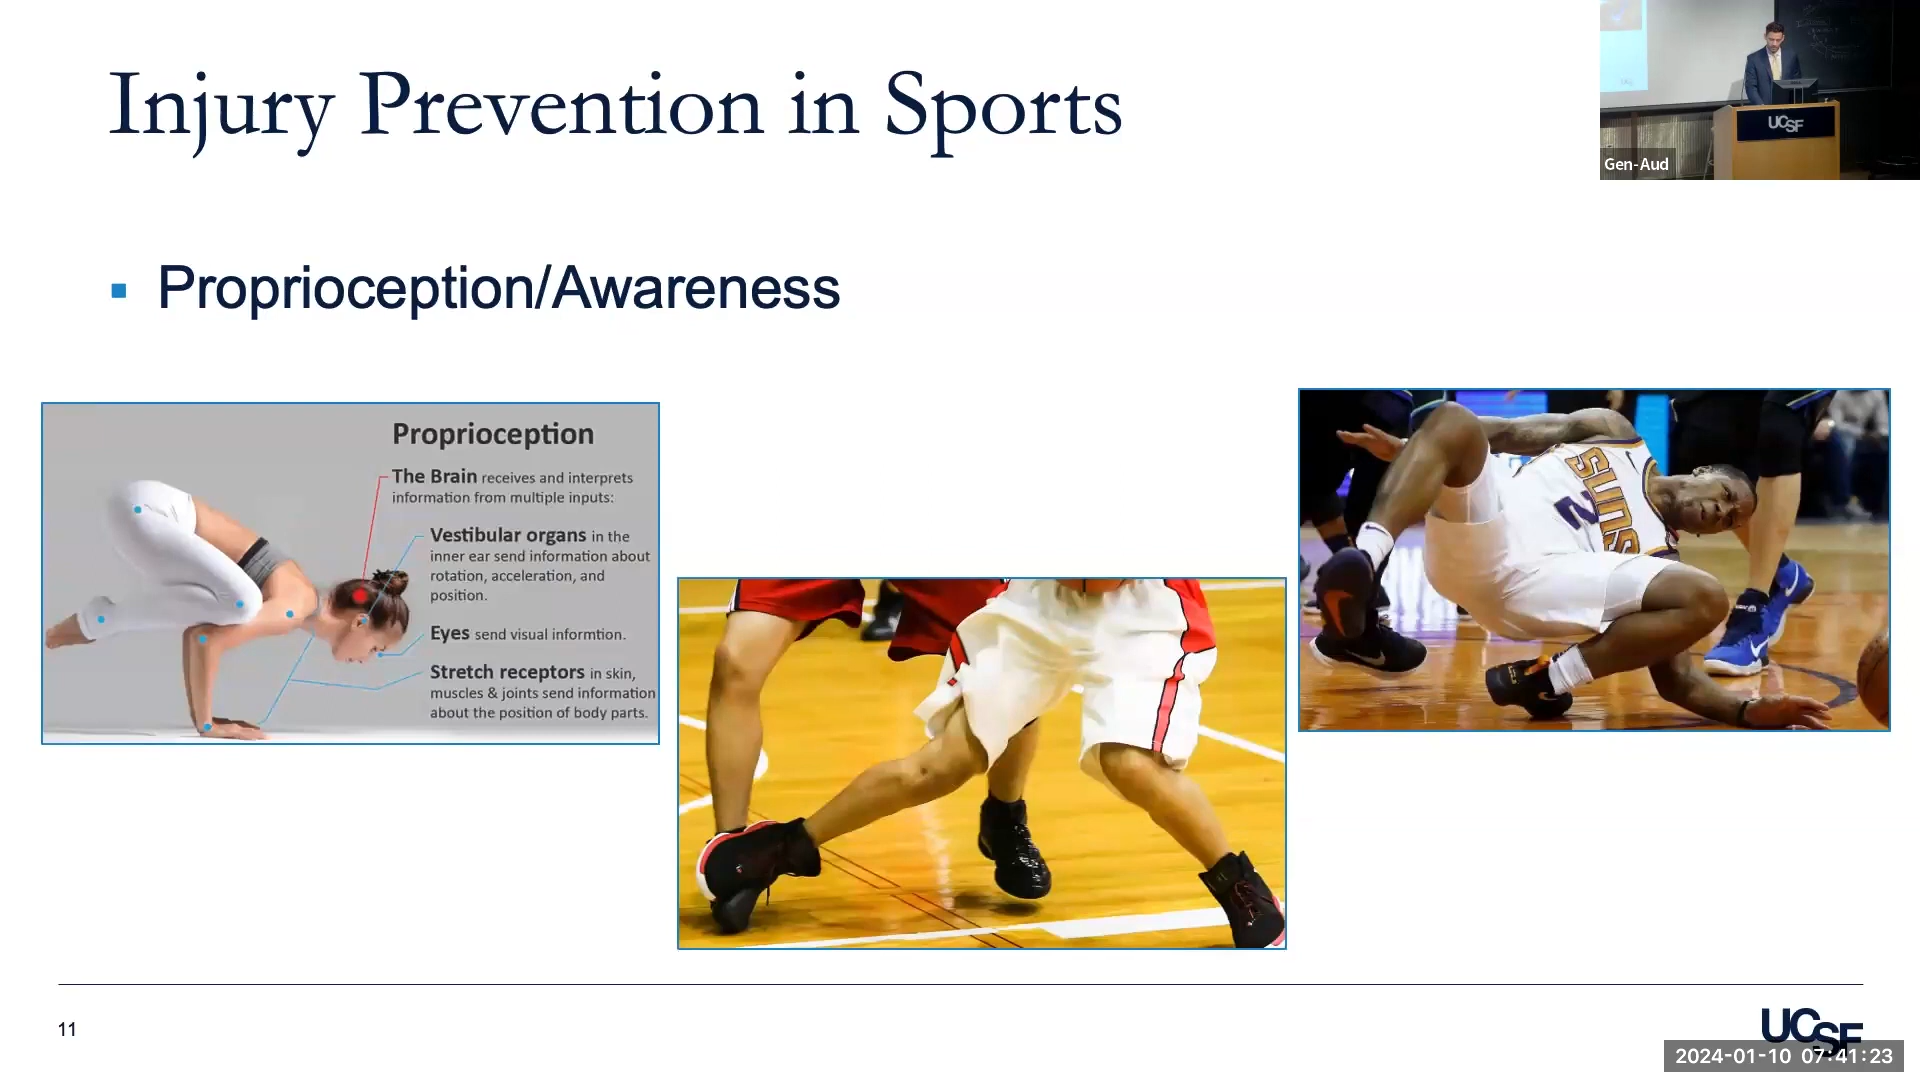 Injury Prevention in Sports
UCSF
Gen-Aud
Proprioception/Awareness
Proprioception
The Brain receives and interprets
information from multiple inputs:
Vestibular organs in the
inner ear send information about
rotation, acceleration, and
position.
Eyes send visual informtion.
Stretch receptors in skin,
muscles & joints send information
about the position of body parts.
SUNS
2
11
UCSF
2024-01-10 07:41:23